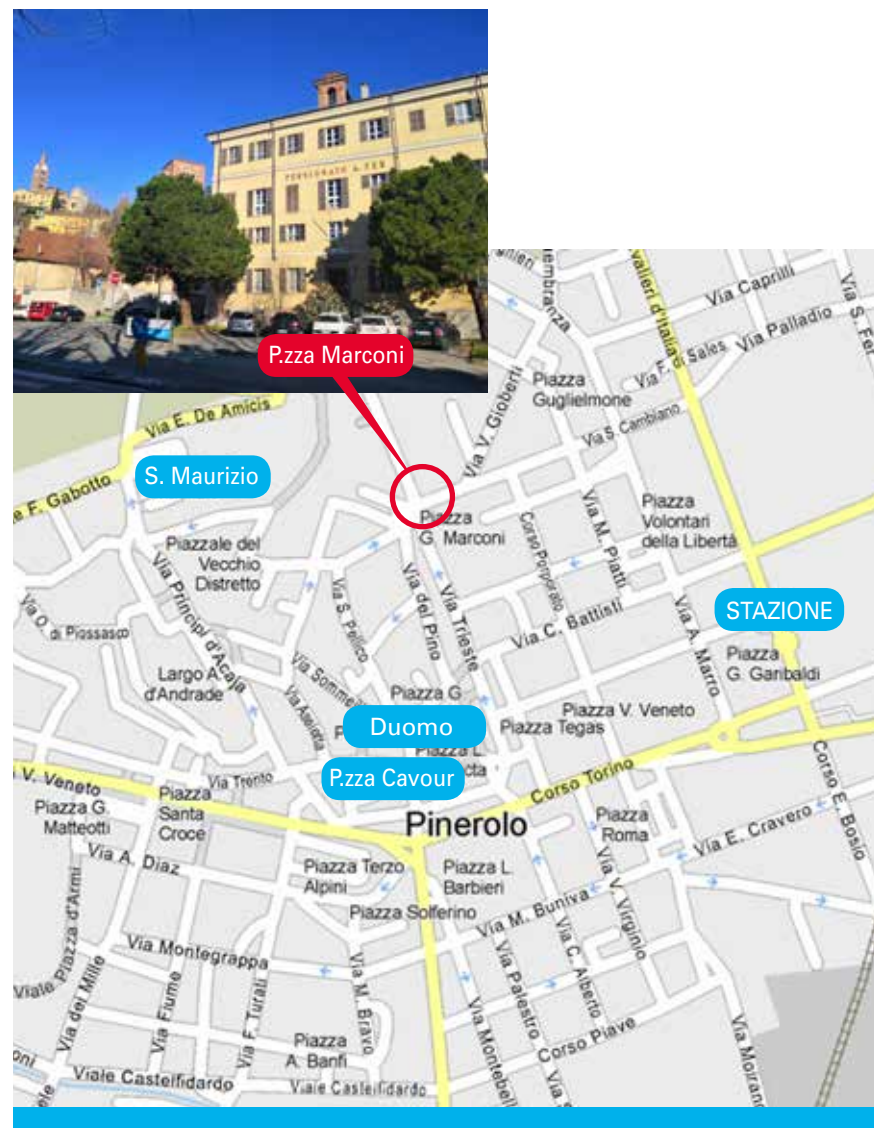 PENSIONATO A. FER
P.zza Marconi
Via Caprilli
Via Palladio
Via F. di Sales
Piazza
Guglielmone
Via V. Gioberti
Via S. Cambiano
Via E. De Amicis
S. Maurizio
e F. Gabotto
Piazza
G. Marconi
Piazza
Volontari
della Libertà
Corso Porporato
Via M. Piatti
Piazzale del
Vecchio
Distretto
Via Principi d'Acaja
Via S. Pellico
Via del Pino
Via Trieste
Via C. Battisti
Via A. Marro
STAZIONE
Piazza
G. Garibaldi
Via O. di Piossasco
Largo A.
d'Andrade
Via Assietta
Piazza G.
Duomo
Piazza V. Veneto
Piazza Tegas
Piazza L.
P.zza Cavour
Via Trento
V. Veneto
Piazza G.
Matteotti
Piazza
Santa
Croce
Corso Torino
Pinerolo
Piazza
Roma
Via E. Cravero
Corso E. Bosio
Via A. Diaz
Piazza Terzo
Alpini
Piazza L.
Barbieri
Piazza Solferino
Via M. Buniva
Via V. Virginio
Viale Piazza d'Armi
Via Montegrappa
Via dei Mille
Via Fiume
Via F. Turati
Via M. Bravo
Via Palestro
Via C. Alberto
Piazza
A. Banfi
Corso Piave
Viale Castelfidardo
Viale Castelfidardo